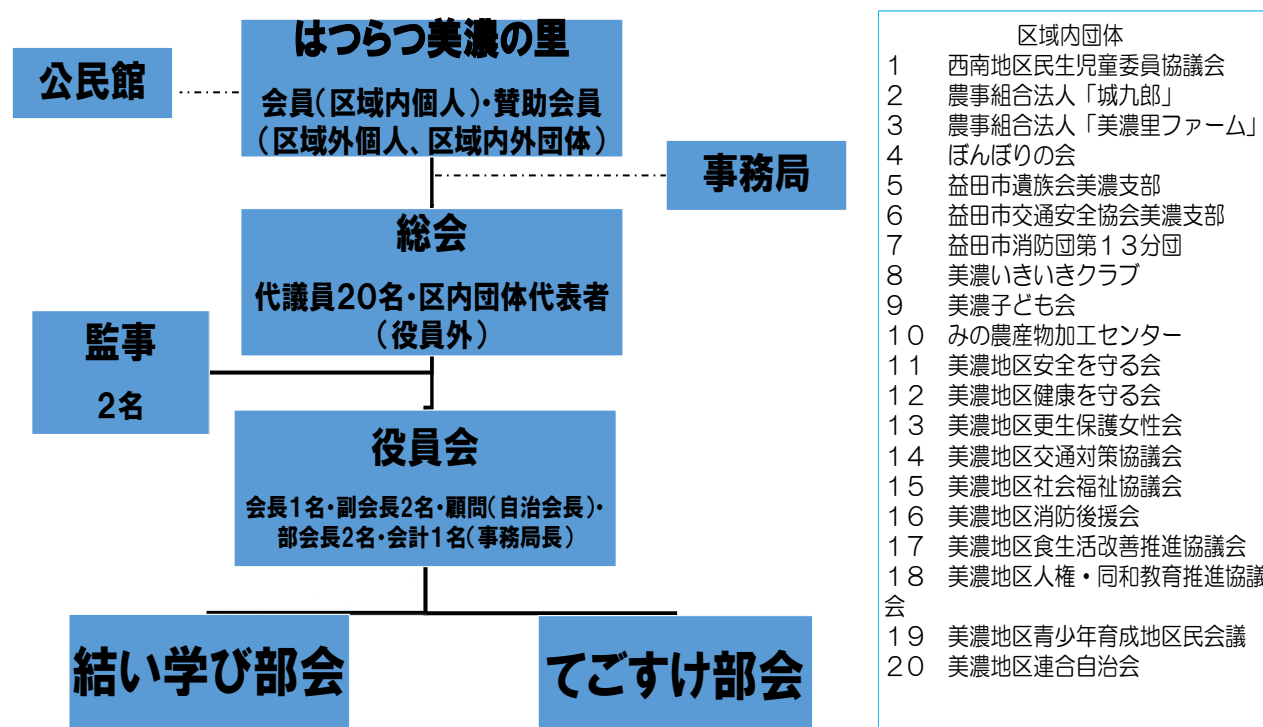 はつらつ美濃の里
会員(区域内個人)・賛助会員
(区域外個人、区域内外団体)
公民館
事務局
総会
代議員20名・区内団体代表者
(役員外)
監事
2名
役員会
会長1名・副会長2名・顧問(自治会長)・
部会長2名・会計1名(事務局長)
結い学び部会
てごすけ部会
区域内団体
1 西南地区民生児童委員協議会
2 農事組合法人「城九郎」
3 農事組合法人「美濃里ファーム」
4 ぼんぼりの会
5 益田市遺族会美濃支部
6 益田市交通安全協会美濃支部
7 益田市消防団第13分団
8 美濃いきいきクラブ
9 美濃子ども会
10 みの農産物加工センター
11 美濃地区安全を守る会
12 美濃地区健康を守る会
13 美濃地区更生保護女性会
14 美濃地区交通対策協議会
15 美濃地区社会福祉協議会
16 美濃地区消防後援会
17 美濃地区食生活改善推進協議会
18 美濃地区人権・同和教育推進協議
会
19 美濃地区青少年育成地区民会議
20 美濃地区連合自治会